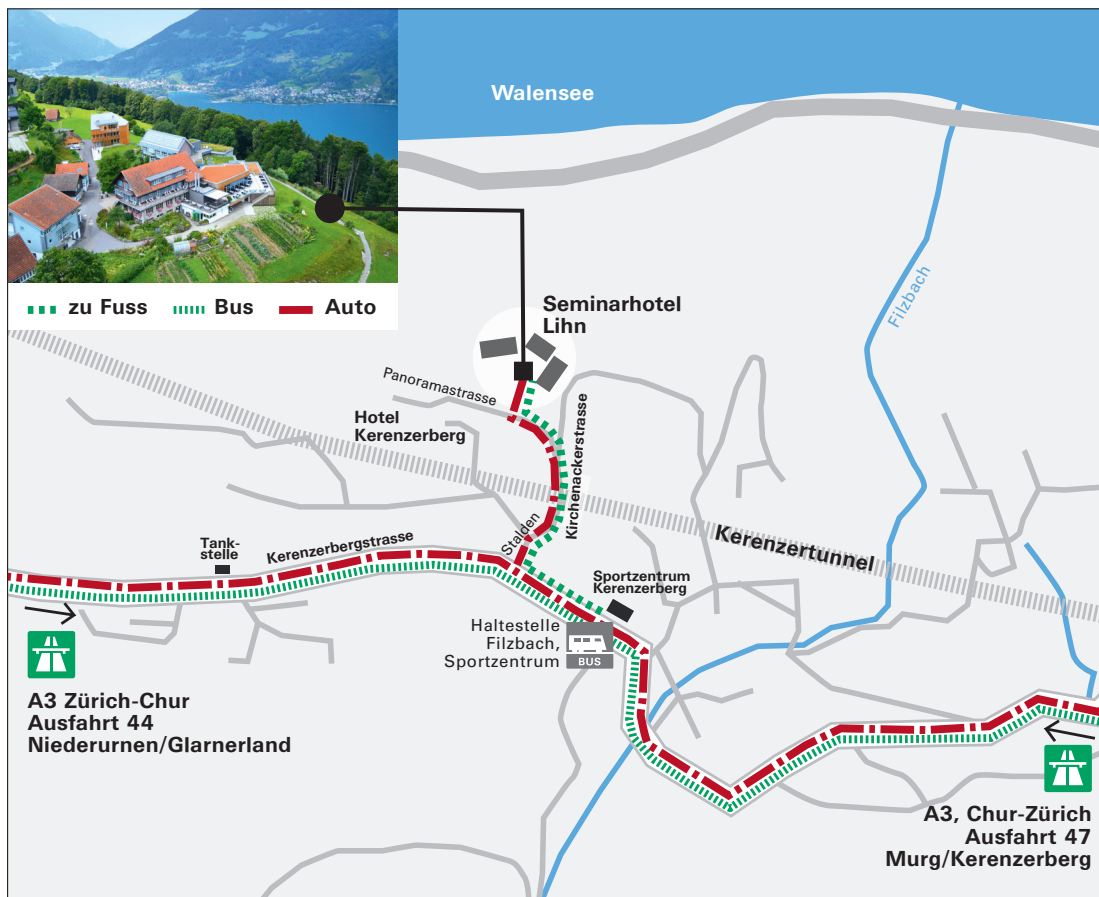 Walensee
Filzbach
zu Fuss
Bus
Auto
Seminarhotel
Lihn
Panoramastrasse
Hotel
Kerenzerberg
Kirchenackerstrasse
Stalden
Kerenzertunnel
Tank-
stelle
Kerenzerbergstrasse
Sportzentrum
Kerenzerberg
Haltestelle
Filzbach,
Sportzentrum
BUS
A3 Zürich-Chur
Ausfahrt 44
Niederurnen/Glarnerland
A3, Chur-Zürich
Ausfahrt 47
Murg/Kerenzerberg